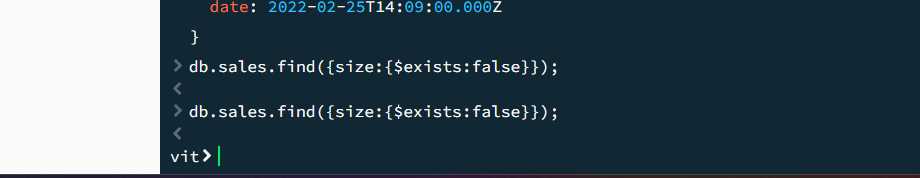 date: 2022-02-25T14:09:00.000Z
}
> db.sales.find({size:{$exists:false}});
<
> db.sales.find({size:{$exists:false}});
<
vit>